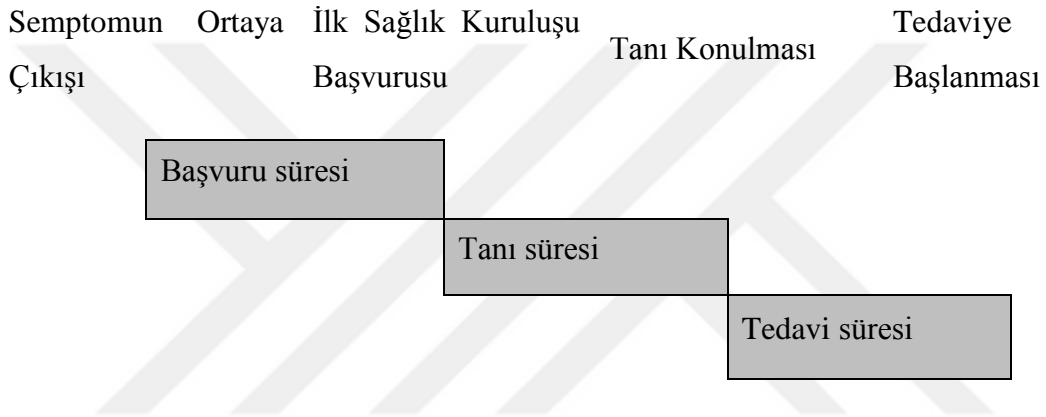 Semptomun Ortaya Çıkışı
İlk Sağlık Kuruluşu Başvurusu
Tanı Konulması
Tedaviye Başlanması
Başvuru süresi
Tanı süresi
Tedavi süresi